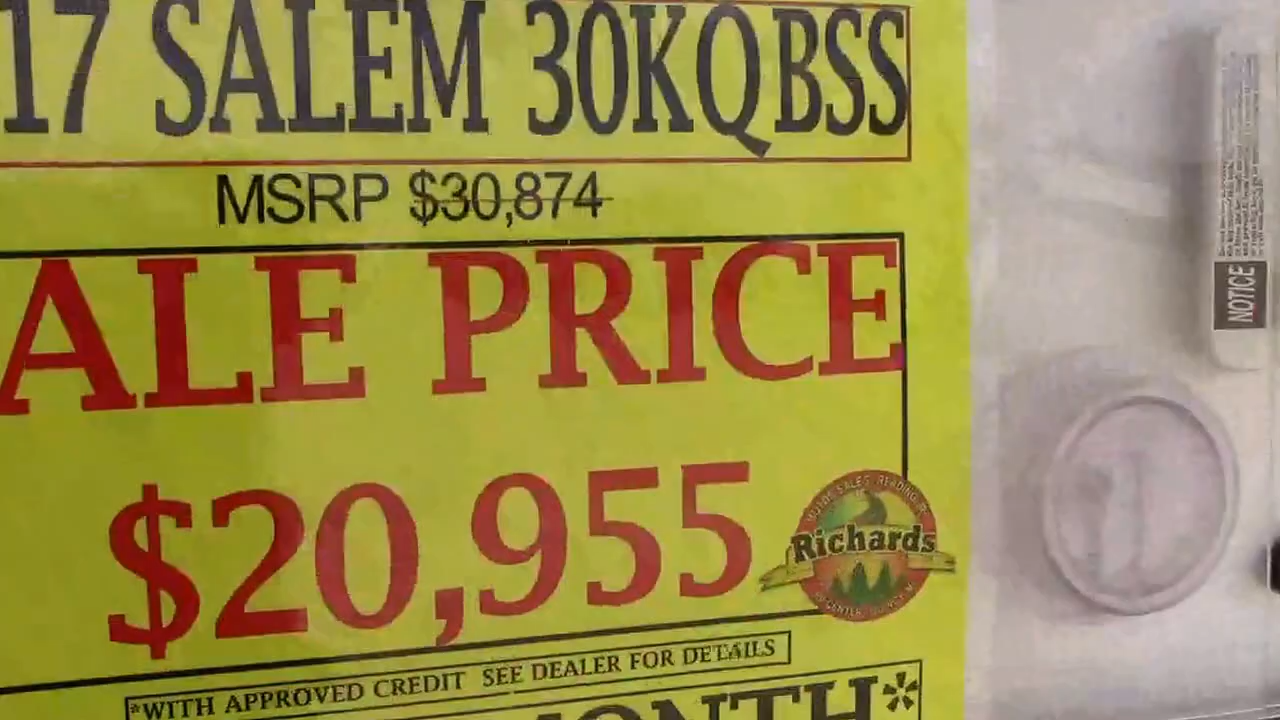 17 SALEM 30KQBSS
MSRP $30,874
ALE PRICE
$20,955
Richards
*WITH APPROVED CREDIT SEE DEALER FOR DETAILS
MONTH*
NOTICE